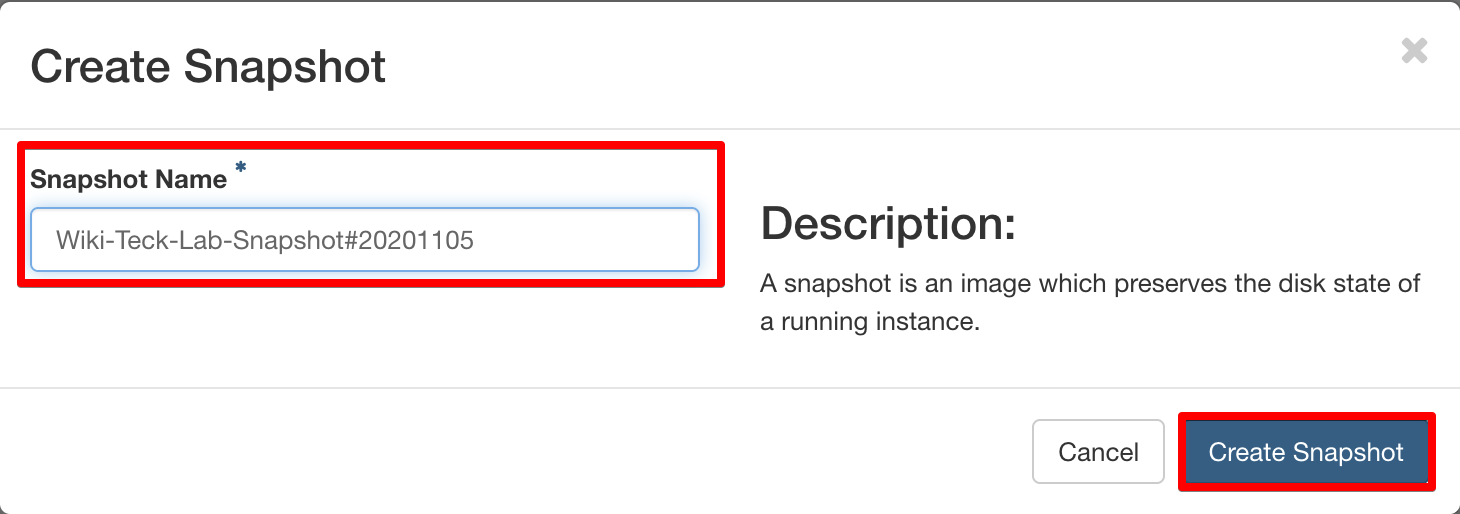 Create Snapshot
Snapshot Name *
Wiki-Teck-Lab-Snapshot#20201105
Description:
A snapshot is an image which preserves the disk state of
a running instance.
Cancel
Create Snapshot